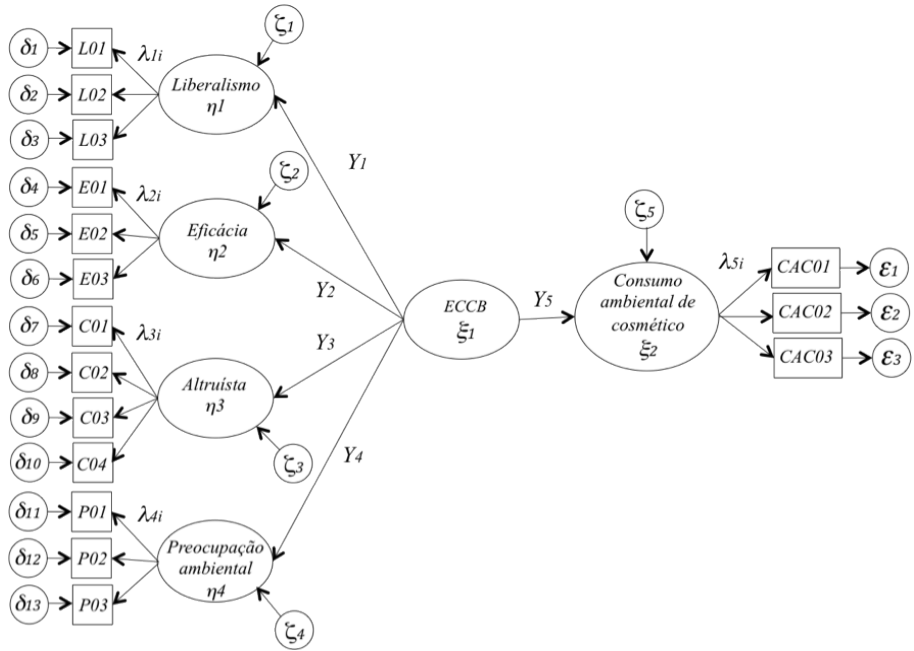 ζ1
δ1 L01 λ1i
Liberalismo
η1
δ2 L02
δ3 L03
Y1
ζ2
δ4 E01 λ2i
Eficácia
η2
δ5 E02
δ6 E03
Y2
ζ5
λ5i
CAC01 ε1
Consumo
ambiental de
cosmético
ξ2
CAC02 ε2
CAC03 ε3
ECCB
ξ1
Y5
δ7 C01 λ3i
Y3
δ8 C02
Altruísta
η3
δ9 C03
δ10 C04
ζ3
Y4
δ11 P01 λ4i
Preocupação
ambiental
η4
δ12 P02
δ13 P03
ζ4